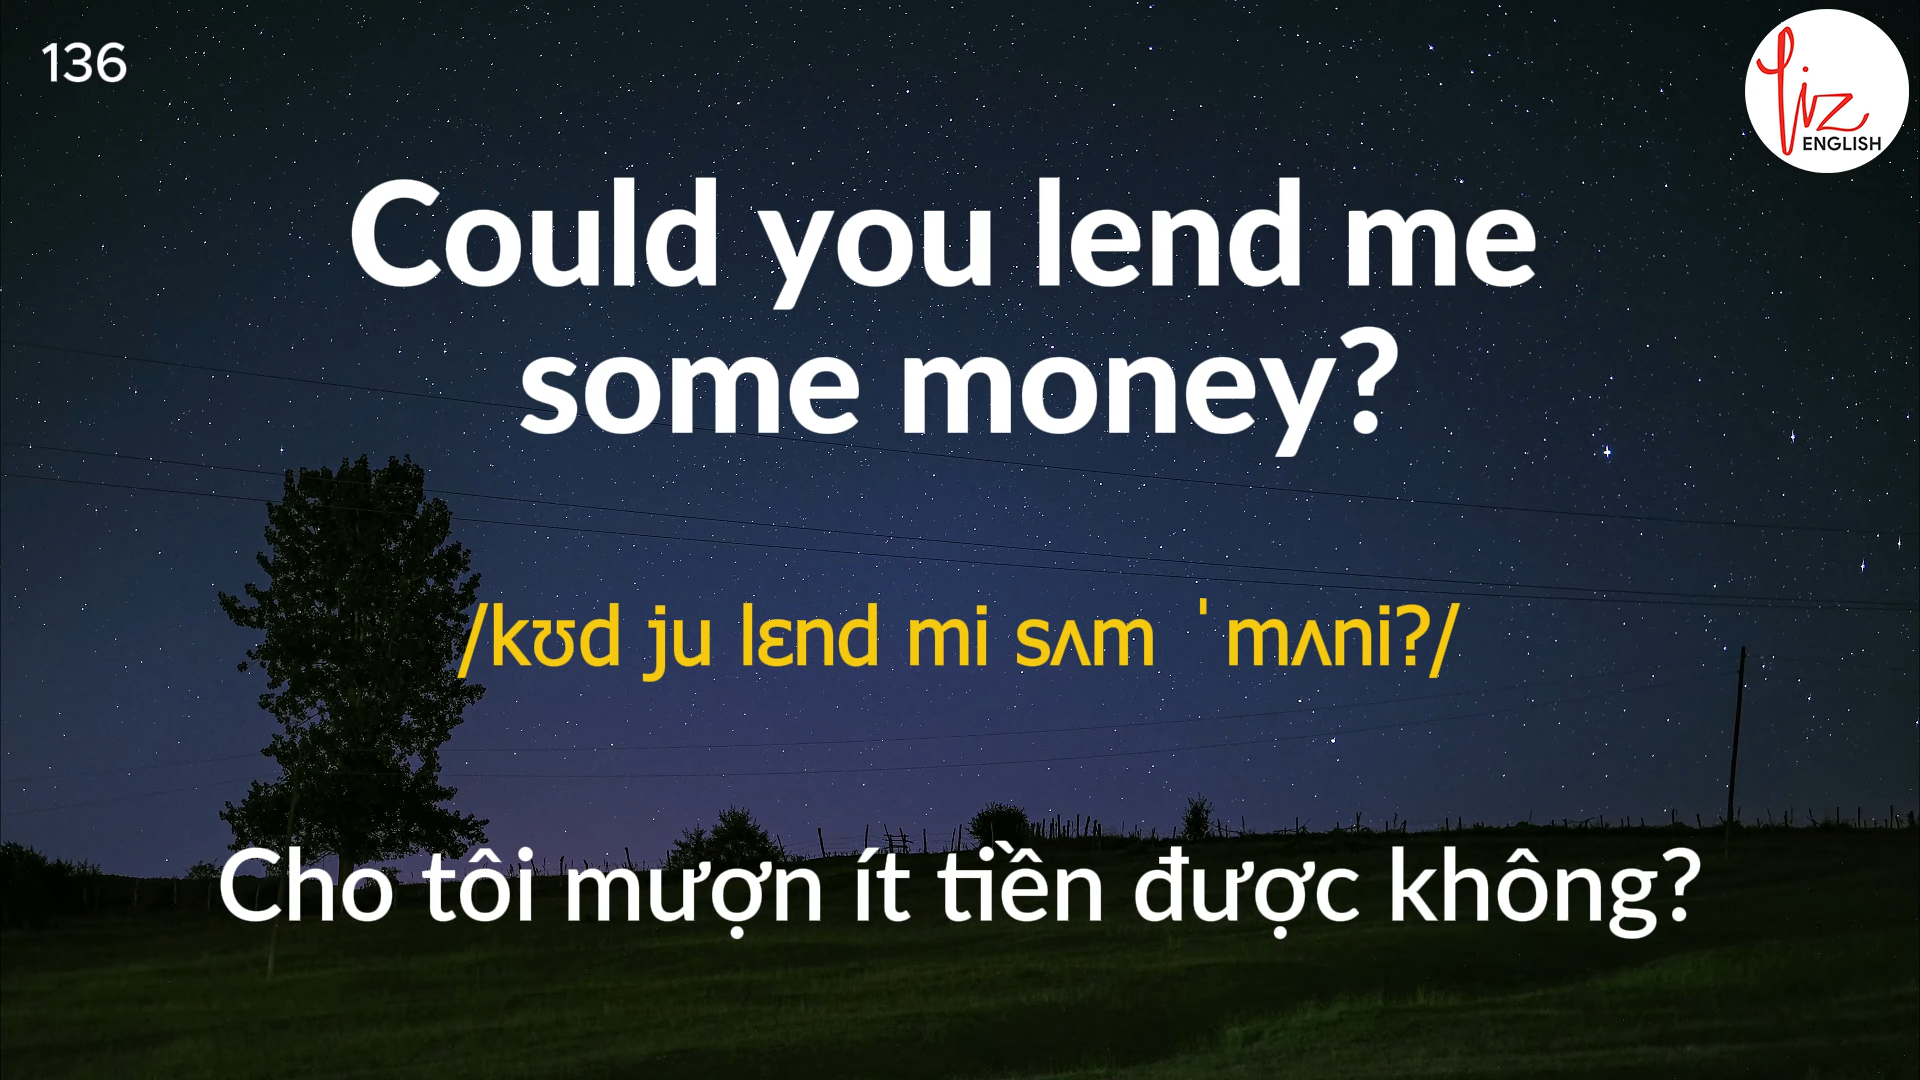 136
Liz
ENGLISH
Could you lend me
some money?
/kʊd ju lɛnd mi sʌm ˈmʌni?/
Cho tôi mượn ít tiền được không?